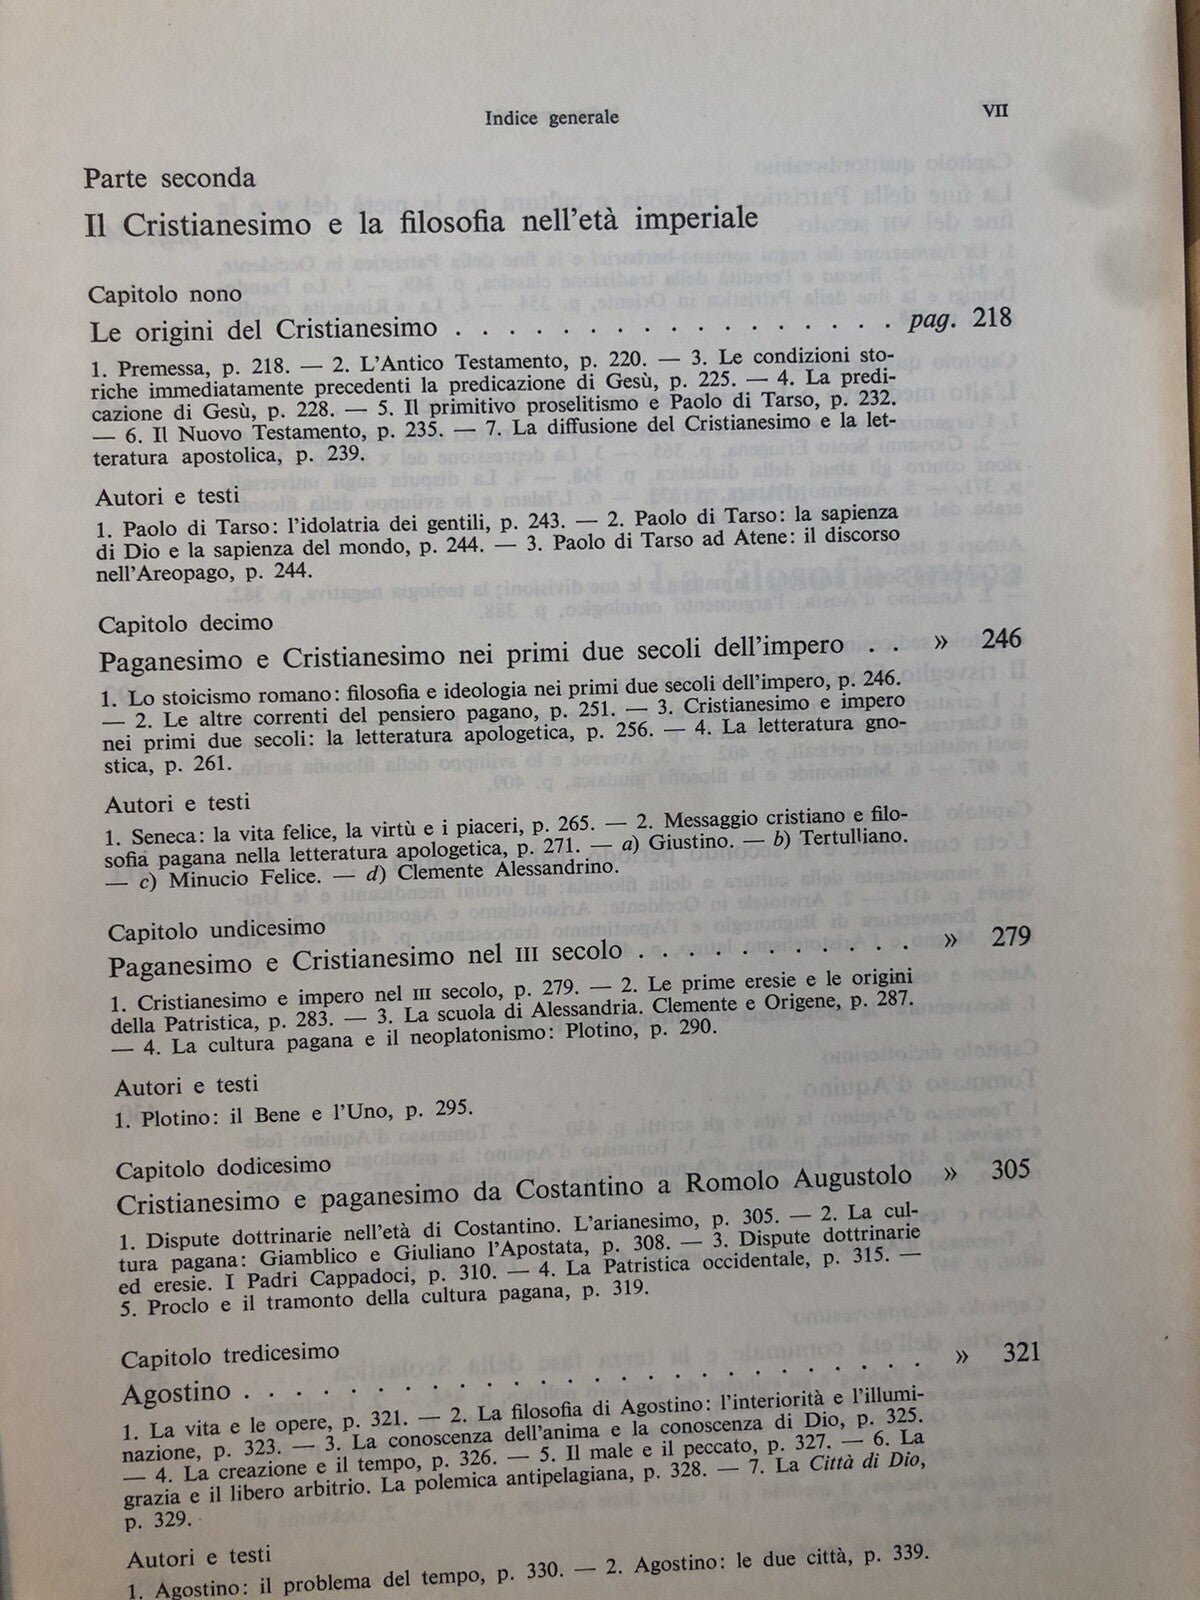 Indice generale
VII
Parte seconda
Il Cristianesimo e la filosofia nell'età imperiale
Capitolo nono
Le origini del Cristianesimo . . . . . . . . . . . . . . . . . pag. 218
1. Premessa, p. 218. — 2. L'Antico Testamento, p. 220. — 3. Le condizioni sto-
riche immediatamente precedenti la predicazione di Gesù, p. 225. — 4. La predi-
cazione di Gesù, p. 228. — 5. Il primitivo proselitismo e Paolo di Tarso, p. 232.
— 6. Il Nuovo Testamento, p. 235. — 7. La diffusione del Cristianesimo e la let-
teratura apostolica, p. 239.
Autori e testi
1. Paolo di Tarso: l'idolatria dei gentili, p. 243. — 2. Paolo di Tarso: la sapienza
di Dio e la sapienza del mondo, p. 244. — 3. Paolo di Tarso ad Atene: il discorso
nell'Areopago, p. 244.
Capitolo decimo
Paganesimo e Cristianesimo nei primi due secoli dell'impero . . » 246
1. Lo stoicismo romano: filosofia e ideologia nei primi due secoli dell'impero, p. 246.
— 2. Le altre correnti del pensiero pagano, p. 251. — 3. Cristianesimo e impero
nei primi due secoli: la letteratura apologetica, p. 256. — 4. La letteratura gno-
stica, p. 261.
Autori e testi
1. Seneca: la vita felice, la virtù e i piaceri, p. 265. — 2. Messaggio cristiano e filo-
sofia pagana nella letteratura apologetica, p. 271. — a) Giustino. — b) Tertulliano.
— c) Minucio Felice. — d) Clemente Alessandrino.
Capitolo undicesimo
Paganesimo e Cristianesimo nel III secolo . . . . . . . . . . . » 279
1. Cristianesimo e impero nel III secolo, p. 279. — 2. Le prime eresie e le origini
della Patristica, p. 283. — 3. La scuola di Alessandria. Clemente e Origene, p. 287.
— 4. La cultura pagana e il neoplatonismo: Plotino, p. 290.
Autori e testi
1. Plotino: il Bene e l'Uno, p. 295.
Capitolo dodicesimo
Cristianesimo e paganesimo da Costantino a Romolo Augustolo » 305
1. Dispute dottrinarie nell'età di Costantino. L'arianesimo, p. 305. — 2. La cul-
tura pagana: Giamblico e Giuliano l'Apostata, p. 308. — 3. Dispute dottrinarie
ed eresie. I Padri Cappadoci, p. 310. — 4. La Patristica occidentale, p. 315. —
5. Proclo e il tramonto della cultura pagana, p. 319.
Capitolo tredicesimo
Agostino . . . . . . . . . . . . . . . . . . . . . . . . . . » 321
1. La vita e le opere, p. 321. — 2. La filosofia di Agostino: l'interiorità e l'illumi-
nazione, p. 323. — 3. La conoscenza dell'anima e la conoscenza di Dio, p. 325.
— 4. La creazione e il tempo, p. 326. — 5. Il male e il peccato, p. 327. — 6. La
grazia e il libero arbitrio. La polemica antipelagiana, p. 328. — 7. La Città di Dio,
p. 329.
Autori e testi
1. Agostino: il problema del tempo, p. 330. — 2. Agostino: le due città, p. 339.